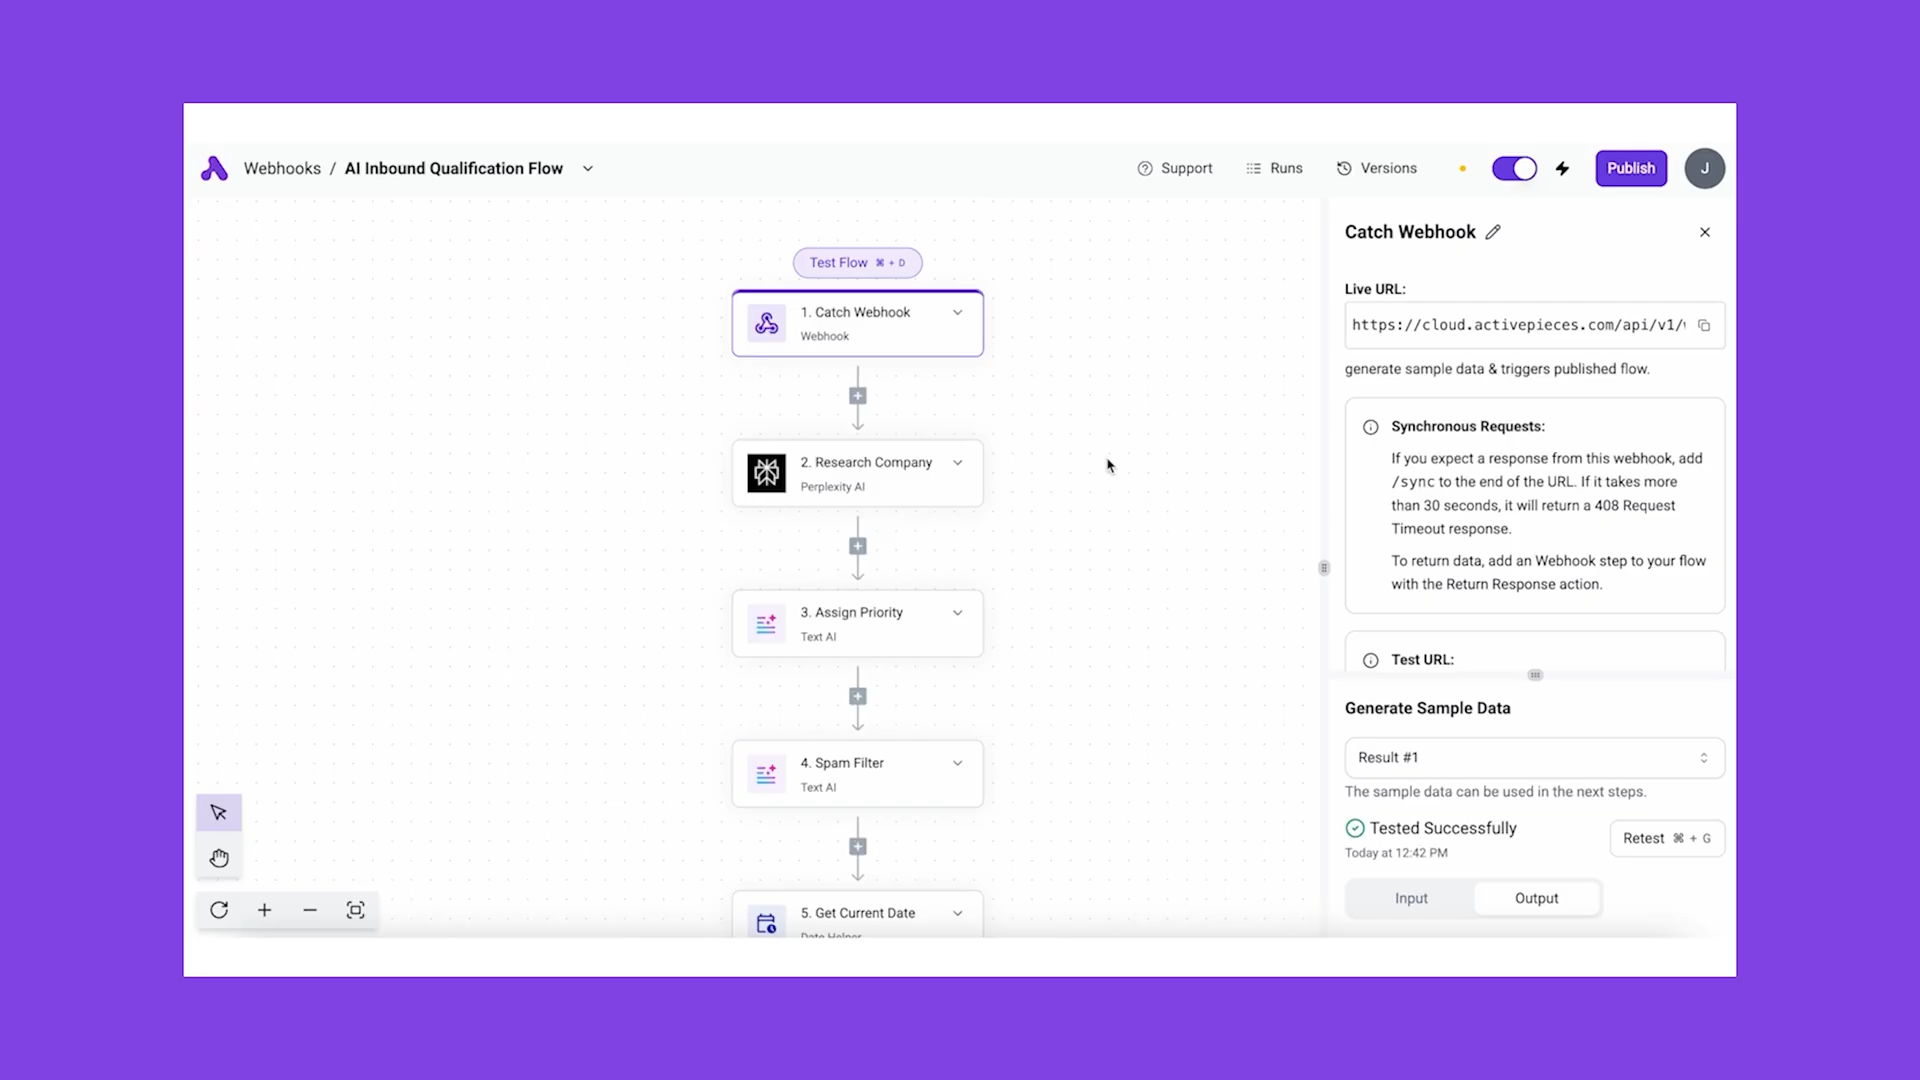 Webhooks / AI Inbound Qualification Flow
Support
Runs
Versions
Publish
J
Test Flow ⌘ + D
1. Catch Webhook
Webhook
2. Research Company
Perplexity AI
3. Assign Priority
Text AI
4. Spam Filter
Text AI
5. Get Current Date
Date Helper
Catch Webhook
Live URL:
https://cloud.activepieces.com/api/v1/
generate sample data & triggers published flow.
Synchronous Requests:
If you expect a response from this webhook, add
/sync to the end of the URL. If it takes more
than 30 seconds, it will return a 408 Request
Timeout response.
To return data, add an Webhook step to your flow
with the Return Response action.
Test URL:
Generate Sample Data
Result #1
The sample data can be used in the next steps.
Tested Successfully
Today at 12:42 PM
Retest ⌘ + G
Input
Output